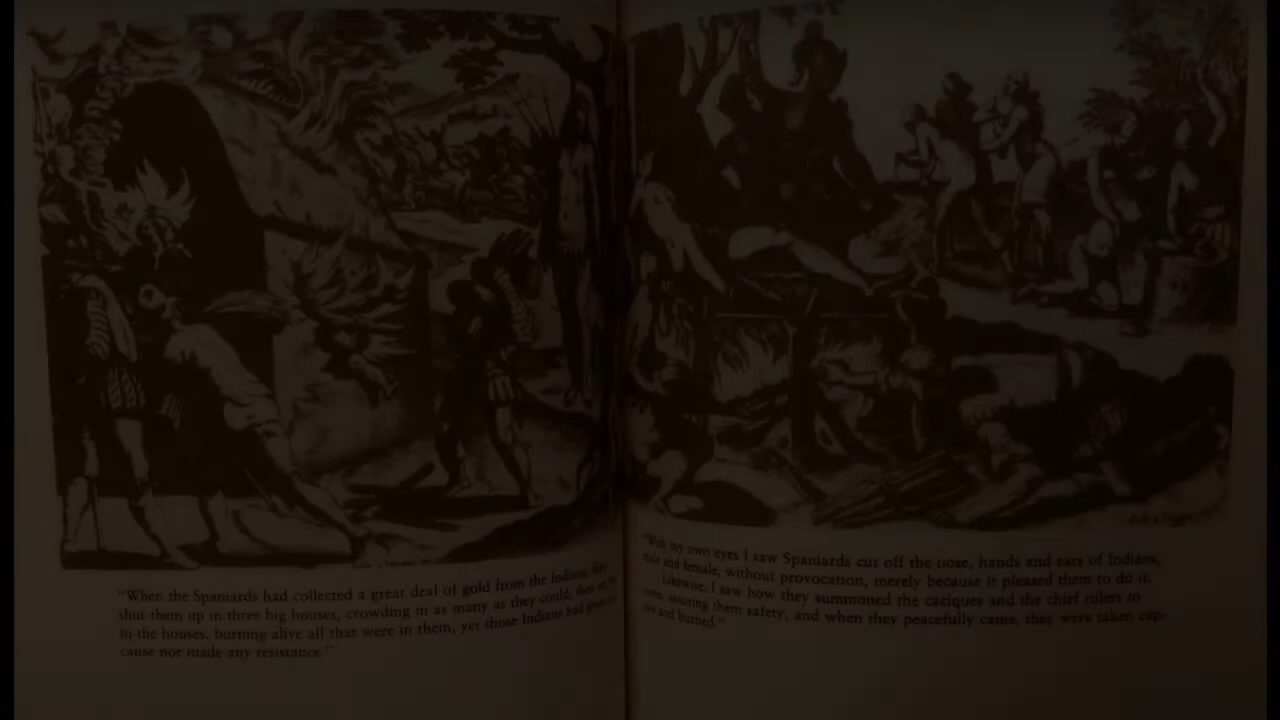 "When the Spaniards had collected a great deal of gold from the Indians, they
shut them up in three big houses, crowding in as many as they could, then set
to the houses, burning alive all that were in them, yet those Indians had given
cause nor made any resistance."
"With my own eyes I saw Spaniards cut off the nose, hands and ears of Indians,
male and female, without provocation, merely because it pleased them to do it.
Likewise, I saw how they summoned the caciques and the chief rulers to
come, assuring them safety, and when they peacefully came, they were taken cap-
tive and burned."